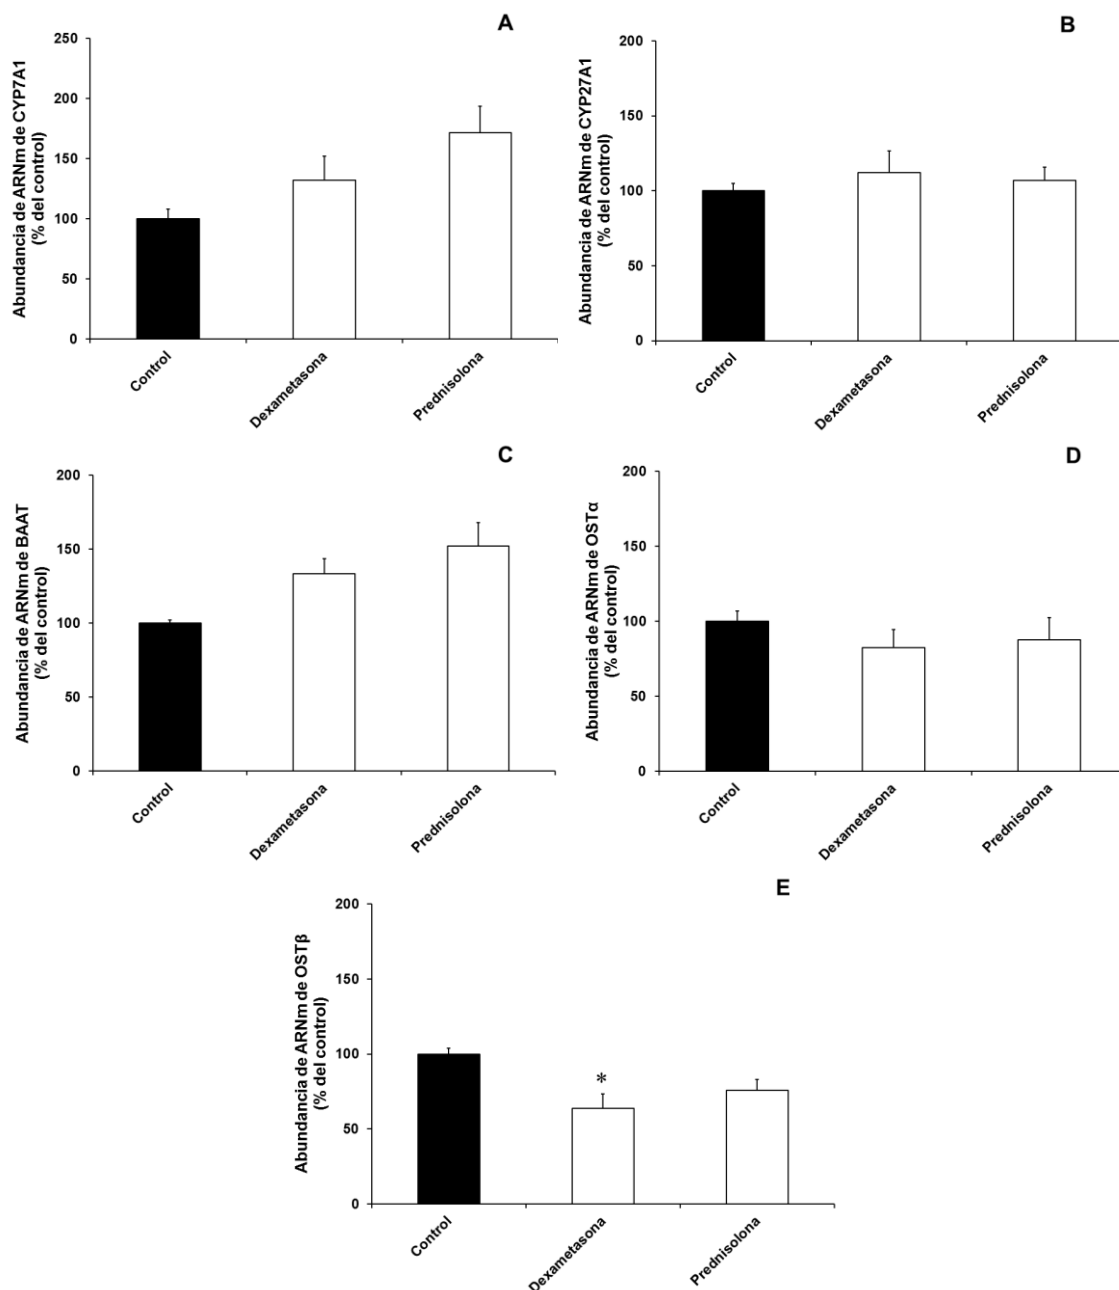 A
Abundancia de ARNm de CYP7A1
(% del control)
250
200
150
100
50
0
Control
Dexametasona
Prednisolona
B
Abundancia de ARNm de CYP27A1
(% del control)
200
150
100
50
0
Control
Dexametasona
Prednisolona
C
Abundancia de ARNm de BAAT
(% del control)
200
150
100
50
0
Control
Dexametasona
Prednisolona
D
Abundancia de ARNm de OSTα
(% del control)
200
150
100
50
0
Control
Dexametasona
Prednisolona
E
Abundancia de ARNm de OSTβ
(% del control)
200
150
100
50
0
*
Control
Dexametasona
Prednisolona